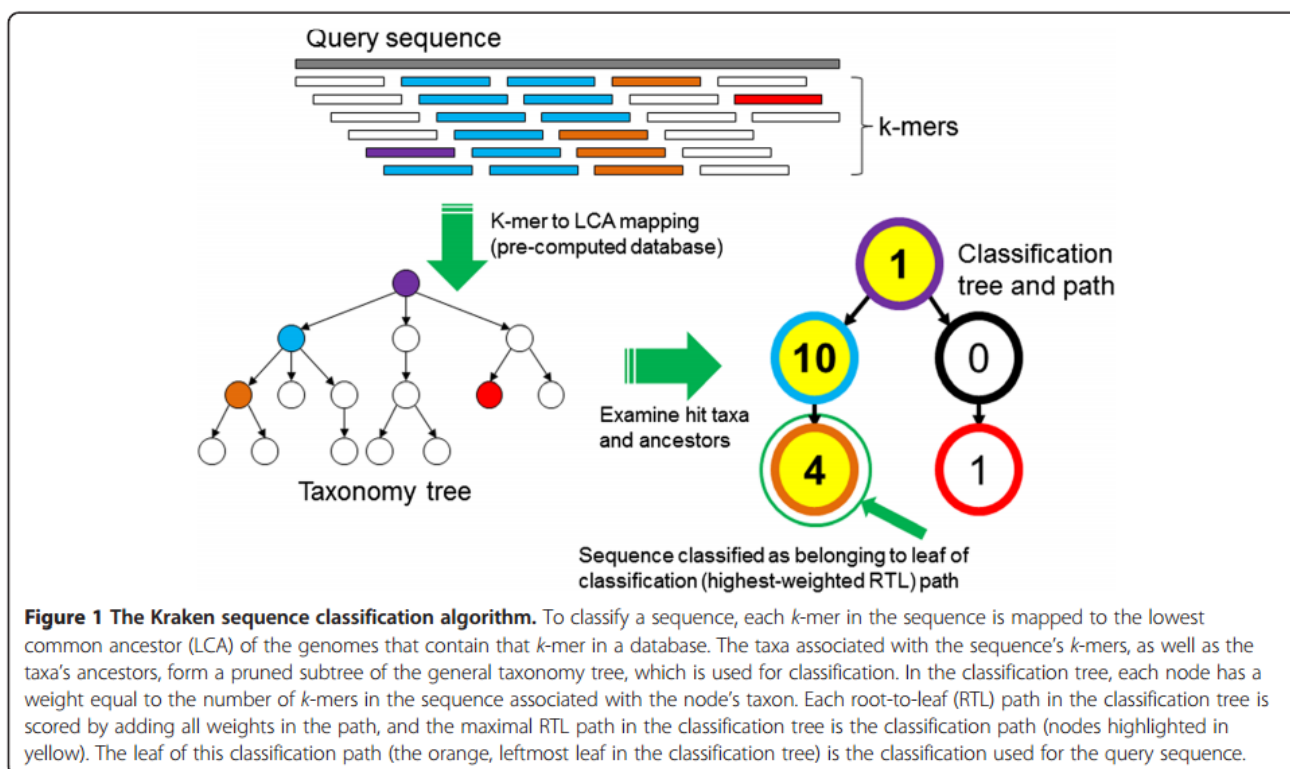 Query sequence
k-mers
K-mer to LCA mapping
(pre-computed database)
1
Classification
tree and path
10
0
Examine hit taxa
and ancestors
4
1
Taxonomy tree
Sequence classified as belonging to leaf of
classification (highest-weighted RTL) path
Figure 1 The Kraken sequence classification algorithm. To classify a sequence, each k-mer in the sequence is mapped to the lowest
common ancestor (LCA) of the genomes that contain that k-mer in a database. The taxa associated with the sequence's k-mers, as well as the
taxa's ancestors, form a pruned subtree of the general taxonomy tree, which is used for classification. In the classification tree, each node has a
weight equal to the number of k-mers in the sequence associated with the node's taxon. Each root-to-leaf (RTL) path in the classification tree is
scored by adding all weights in the path, and the maximal RTL path in the classification tree is the classification path (nodes highlighted in
yellow). The leaf of this classification path (the orange, leftmost leaf in the classification tree) is the classification used for the query sequence.